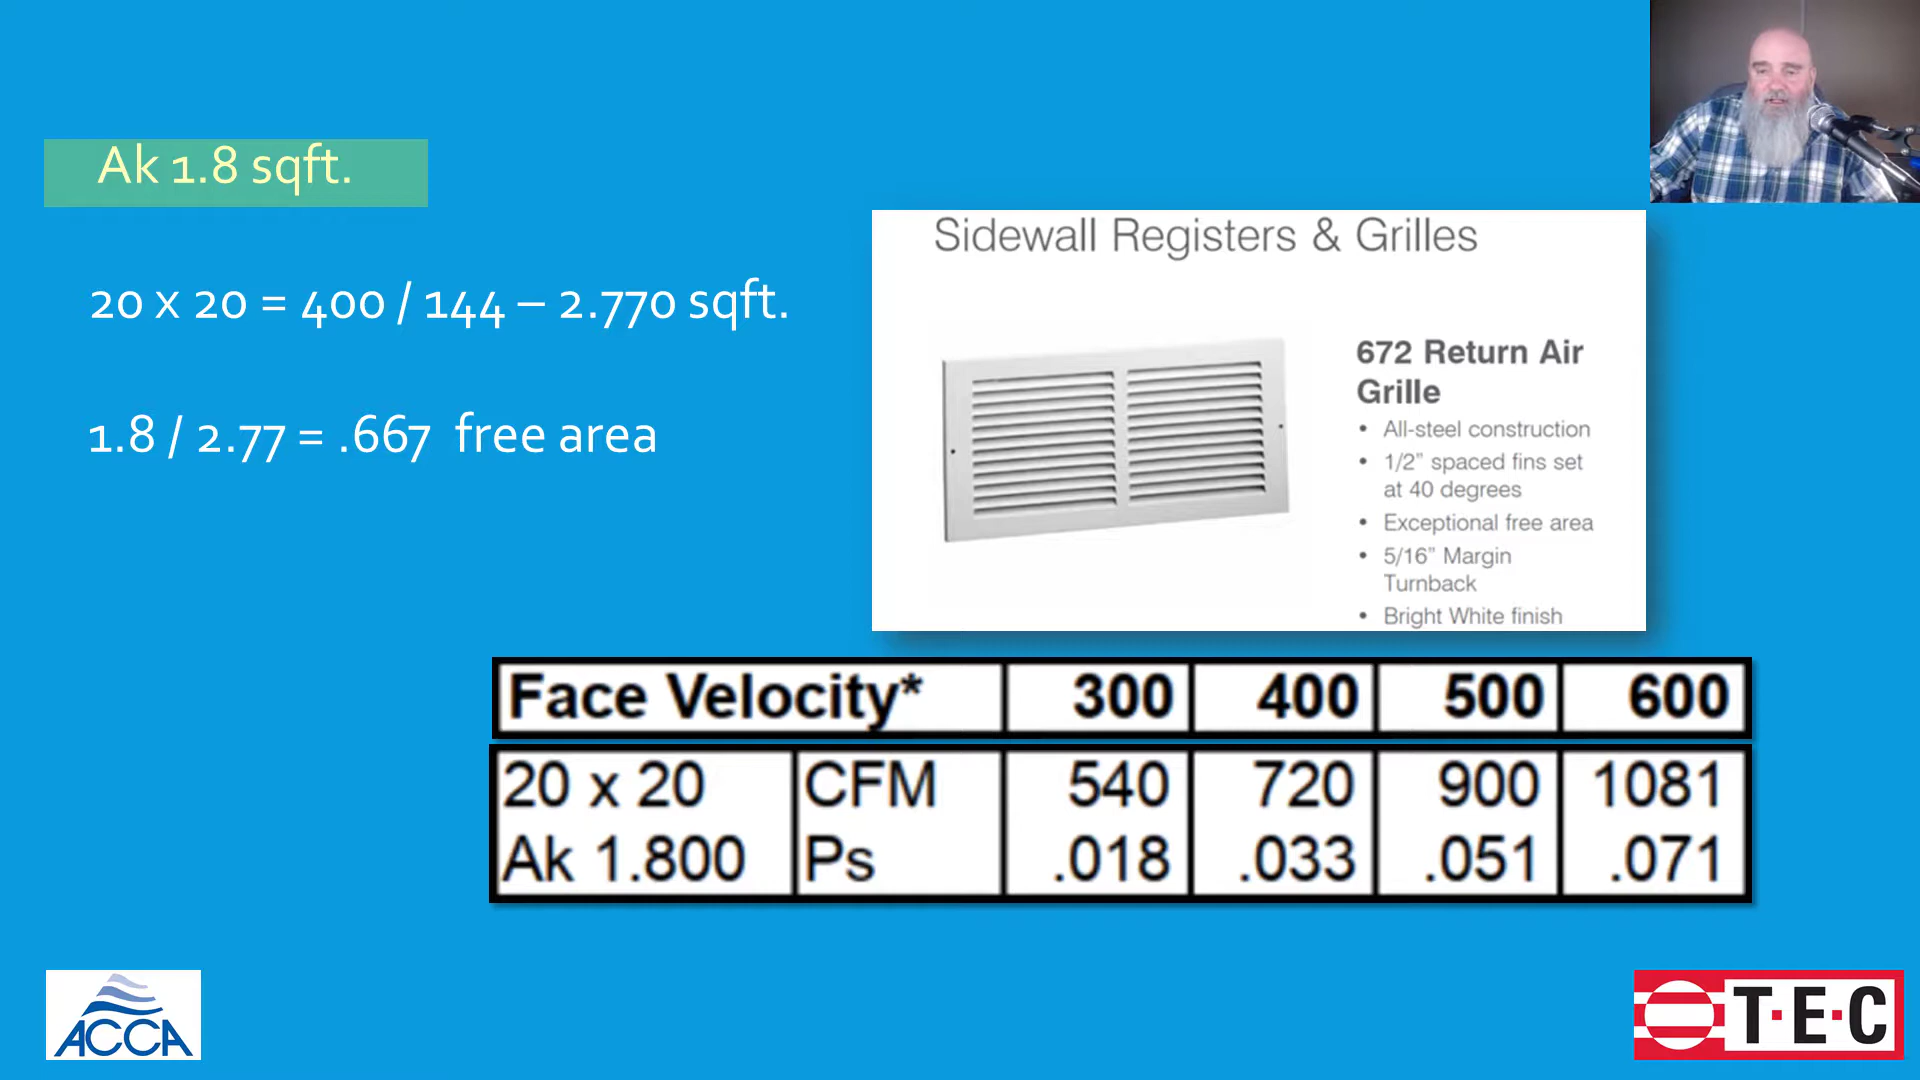 Ak 1.8 sqft.
20 x 20 = 400 / 144 – 2.770 sqft.
1.8 / 2.77 = .667 free area
Sidewall Registers & Grilles
672 Return Air
Grille
• All-steel construction
• 1/2” spaced fins set
at 40 degrees
• Exceptional free area
• 5/16” Margin
Turnback
• Bright White finish
Face Velocity* 300 400 500 600
20 x 20 CFM 540 720 900 1081
Ak 1.800 Ps .018 .033 .051 .071
ACCA
T·E·C